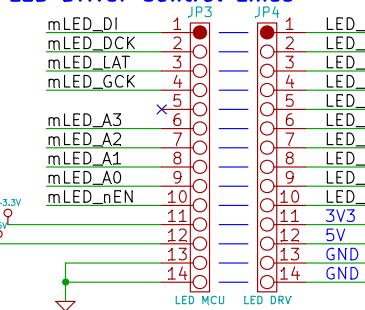 JP3 JP4
mLED_DI 1 1 LED_
mLED_DCK 2 2 LED_
mLED_LAT 3 3 LED_
mLED_GCK 4 4 LED_
5 5 LED_
mLED_A3 6 6 LED_
mLED_A2 7 7 LED_
mLED_A1 8 8 LED_
mLED_A0 9 9 LED_
mLED_nEN 10 10 LED_
3.3V 11 11 3V3
12 12 5V
13 13 GND
14 14 GND
LED MCU LED DRV